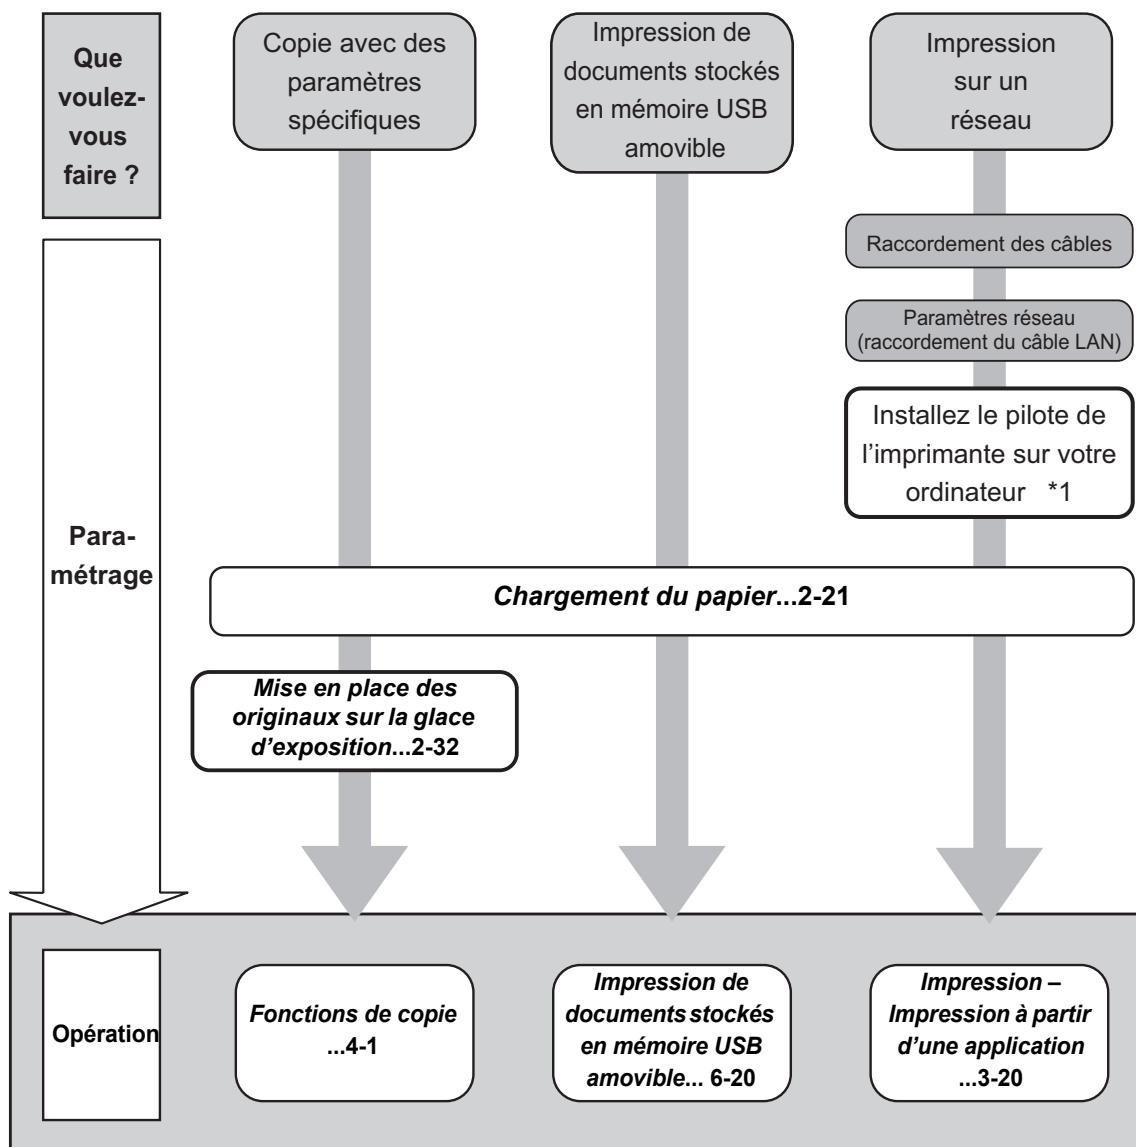 Que
voulez-
vous
faire ?
Copie avec des
paramètres
spécifiques
Impression de
documents stockés
en mémoire USB
amovible
Impression
sur un
réseau
Raccordement des câbles
Paramètres réseau
(raccordement du câble LAN)
Installez le pilote de
l’imprimante sur votre
ordinateur *1
Para-
métrage
Chargement du papier...2-21
Mise en place des
originaux sur la glace
d’exposition...2-32
Opération
Fonctions de copie
...4-1
Impression de
documents stockés
en mémoire USB
amovible... 6-20
Impression –
Impression à partir
d’une application
...3-20